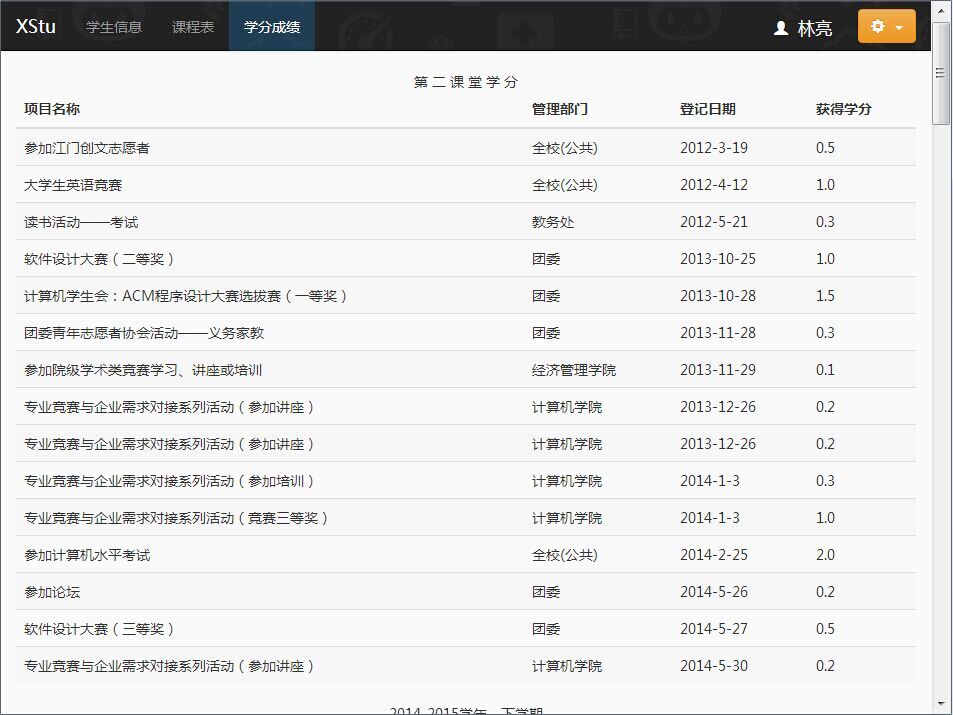 XStu 学生信息 课程表 学分成绩 林亮
第二课堂学分
项目名称 管理部门 登记日期 获得学分
参加江门创文志愿者 全校(公共) 2012-3-19 0.5
大学生英语竞赛 全校(公共) 2012-4-12 1.0
读书活动——考试 教务处 2012-5-21 0.3
软件设计大赛（二等奖） 团委 2013-10-25 1.0
计算机学生会：ACM程序设计大赛选拔赛（一等奖） 团委 2013-10-28 1.5
团委青年志愿者协会活动——义务家教 团委 2013-11-28 0.3
参加院级学术类竞赛学习、讲座或培训 经济管理学院 2013-11-29 0.1
专业竞赛与企业需求对接系列活动（参加讲座） 计算机学院 2013-12-26 0.2
专业竞赛与企业需求对接系列活动（参加讲座） 计算机学院 2013-12-26 0.2
专业竞赛与企业需求对接系列活动（参加培训） 计算机学院 2014-1-3 0.3
专业竞赛与企业需求对接系列活动（竞赛三等奖） 计算机学院 2014-1-3 1.0
参加计算机水平考试 全校(公共) 2014-2-25 2.0
参加论坛 团委 2014-5-26 0.2
软件设计大赛（三等奖） 团委 2014-5-27 0.5
专业竞赛与企业需求对接系列活动（参加讲座） 计算机学院 2014-5-30 0.2
2014-2015学年 下学期